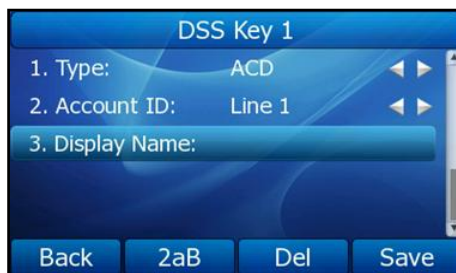 DSS Key 1
1. Type: ACD
2. Account ID: Line 1
3. Display Name:
Back 2aB Del Save